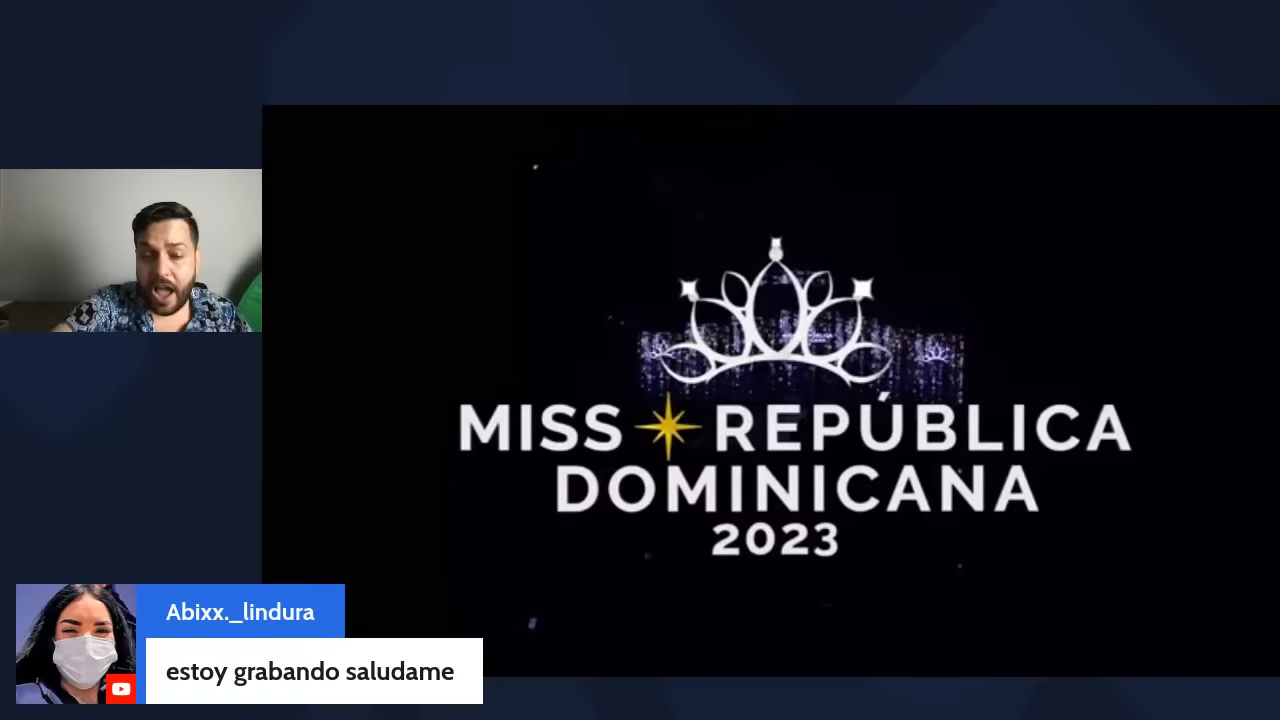 MISS REPÚBLICA
DOMINICANA
2023
Abixx._lindura
estoy grabando saludame